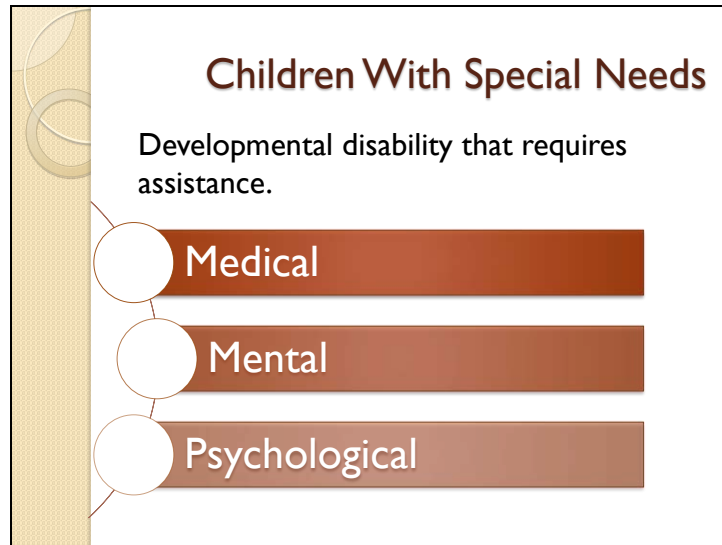 Children With Special Needs
Developmental disability that requires
assistance.
Medical
Mental
Psychological